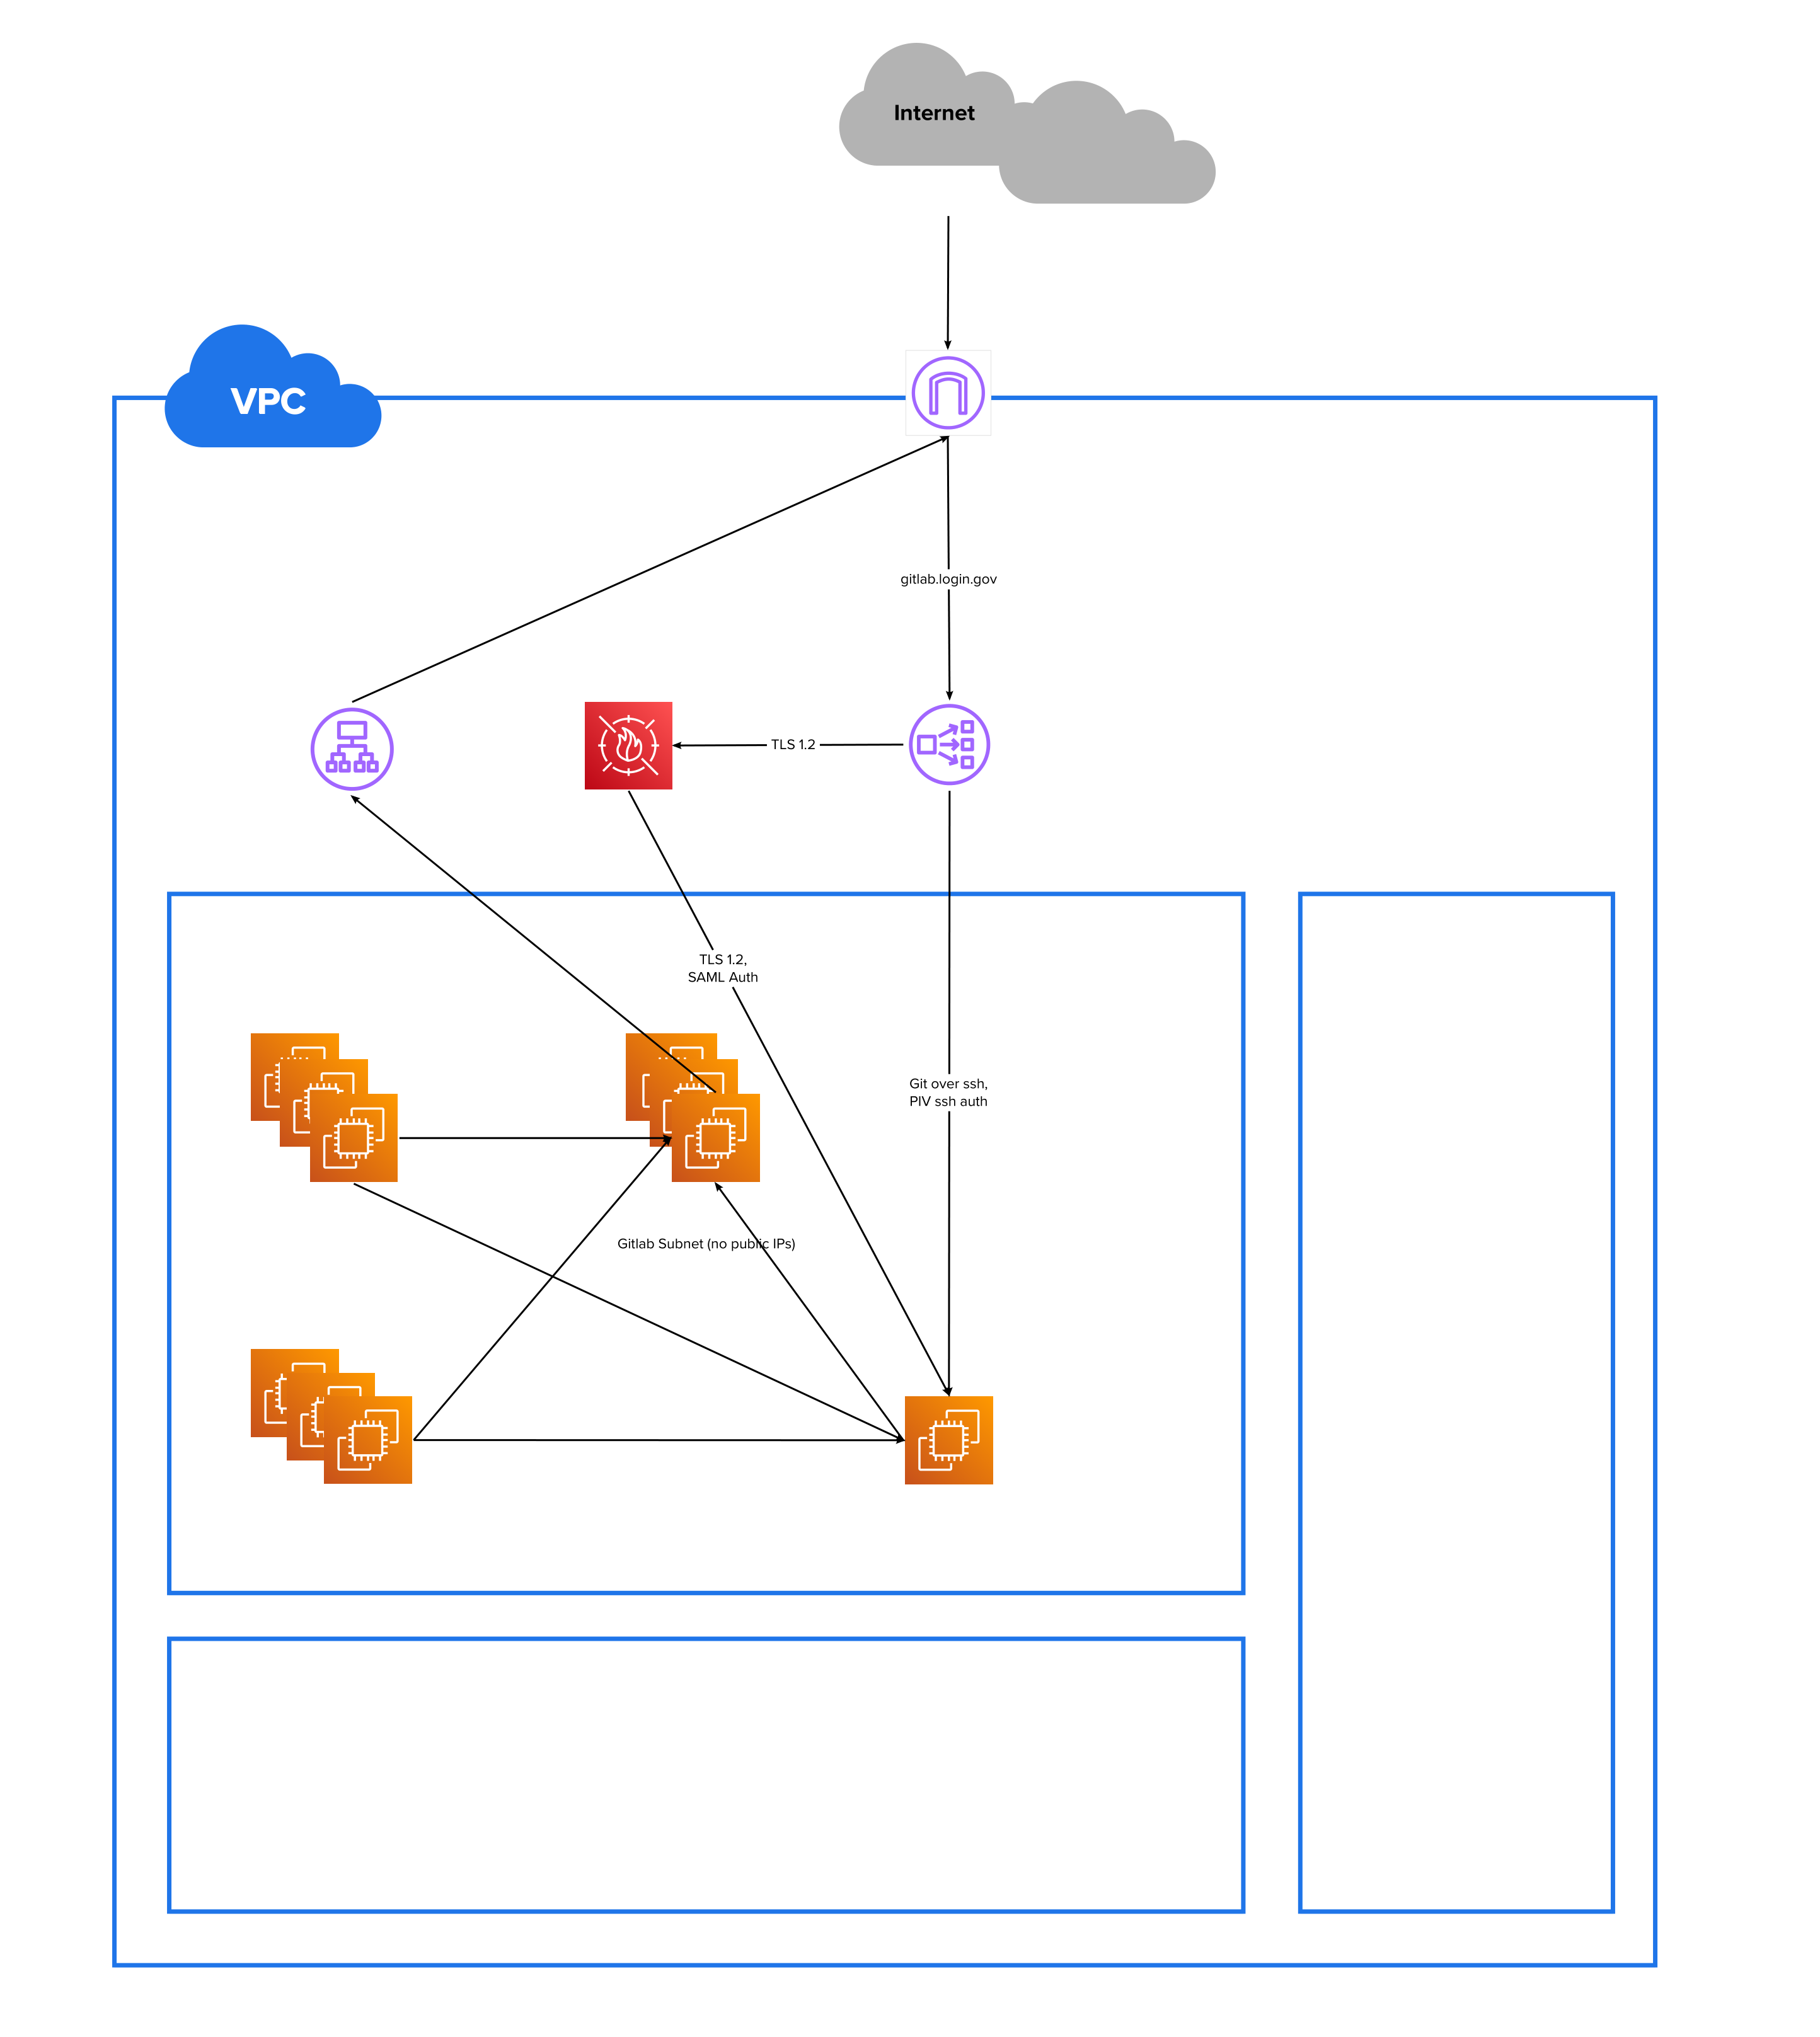 Internet
VPC
gitlab.login.gov
TLS 1.2
TLS 1.2,
SAML Auth
Git over ssh,
PIV ssh auth
Gitlab Subnet (no public IPs)